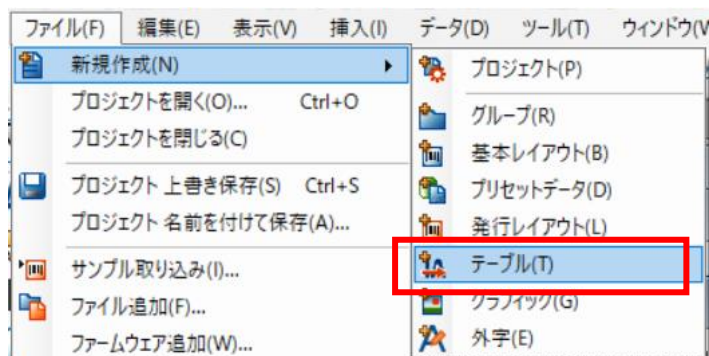 ファイル(F) 編集(E) 表示(V) 挿入(I) データ(D) ツール(T) ウィンドウ(V
新規作成(N)
プロジェクトを開く(O)... Ctrl+O
プロジェクトを閉じる(C)
プロジェクト 上書き保存(S) Ctrl+S
プロジェクト 名前を付けて保存(A)...
サンプル取り込み(I)...
ファイル追加(F)...
ファームウェア追加(W)...
プロジェクト(P)
グループ(R)
基本レイアウト(B)
プリセットデータ(D)
発行レイアウト(L)
テーブル(T)
グラフィック(G)
外字(E)